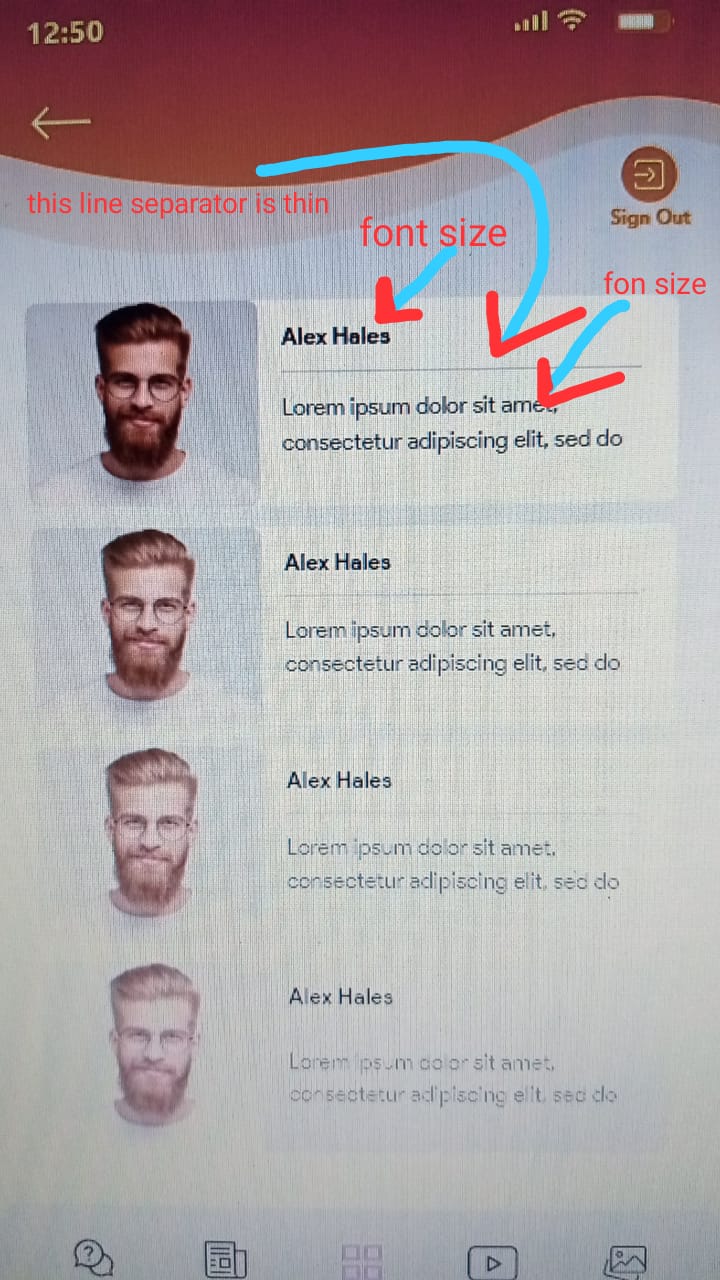 12:50
this line separator is thin
font size
Sign Out
fon size
Alex Hales
Lorem ipsum dolor sit amet,
consectetur adipiscing elit, sed do
Alex Hales
Lorem ipsum dolor sit amet,
consectetur adipiscing elit, sed do
Alex Hales
Lorem ipsum dolor sit amet,
consectetur adipiscing elit, sed do
Alex Hales
Lorem ipsum dolor sit amet,
consectetur adipiscing elit, sed do